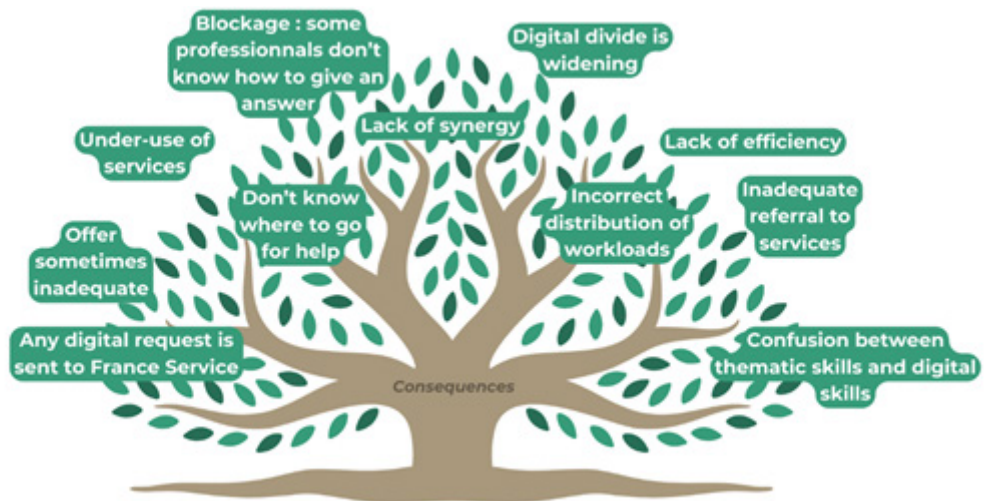 Blockage : some
professionnals don't
know how to give an
answer
Digital divide is
widening
Lack of synergy
Under-use of
services
Lack of efficiency
Don't know
where to go
for help
Incorrect
distribution of
workloads
Inadequate
referral to
services
Offer
sometimes
inadequate
Any digital request is
sent to France Service
Confusion between
thematic skills and digital
skills
Consequences